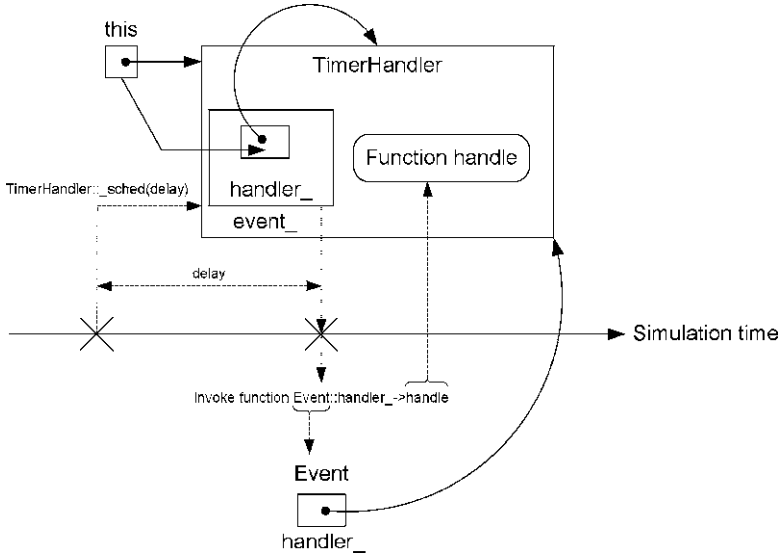 this
TimerHandler
Function handle
handler_
TimerHandler::_sched(delay)
event_
delay
Simulation time
Invoke function Event::handler_->handle
Event
handler_